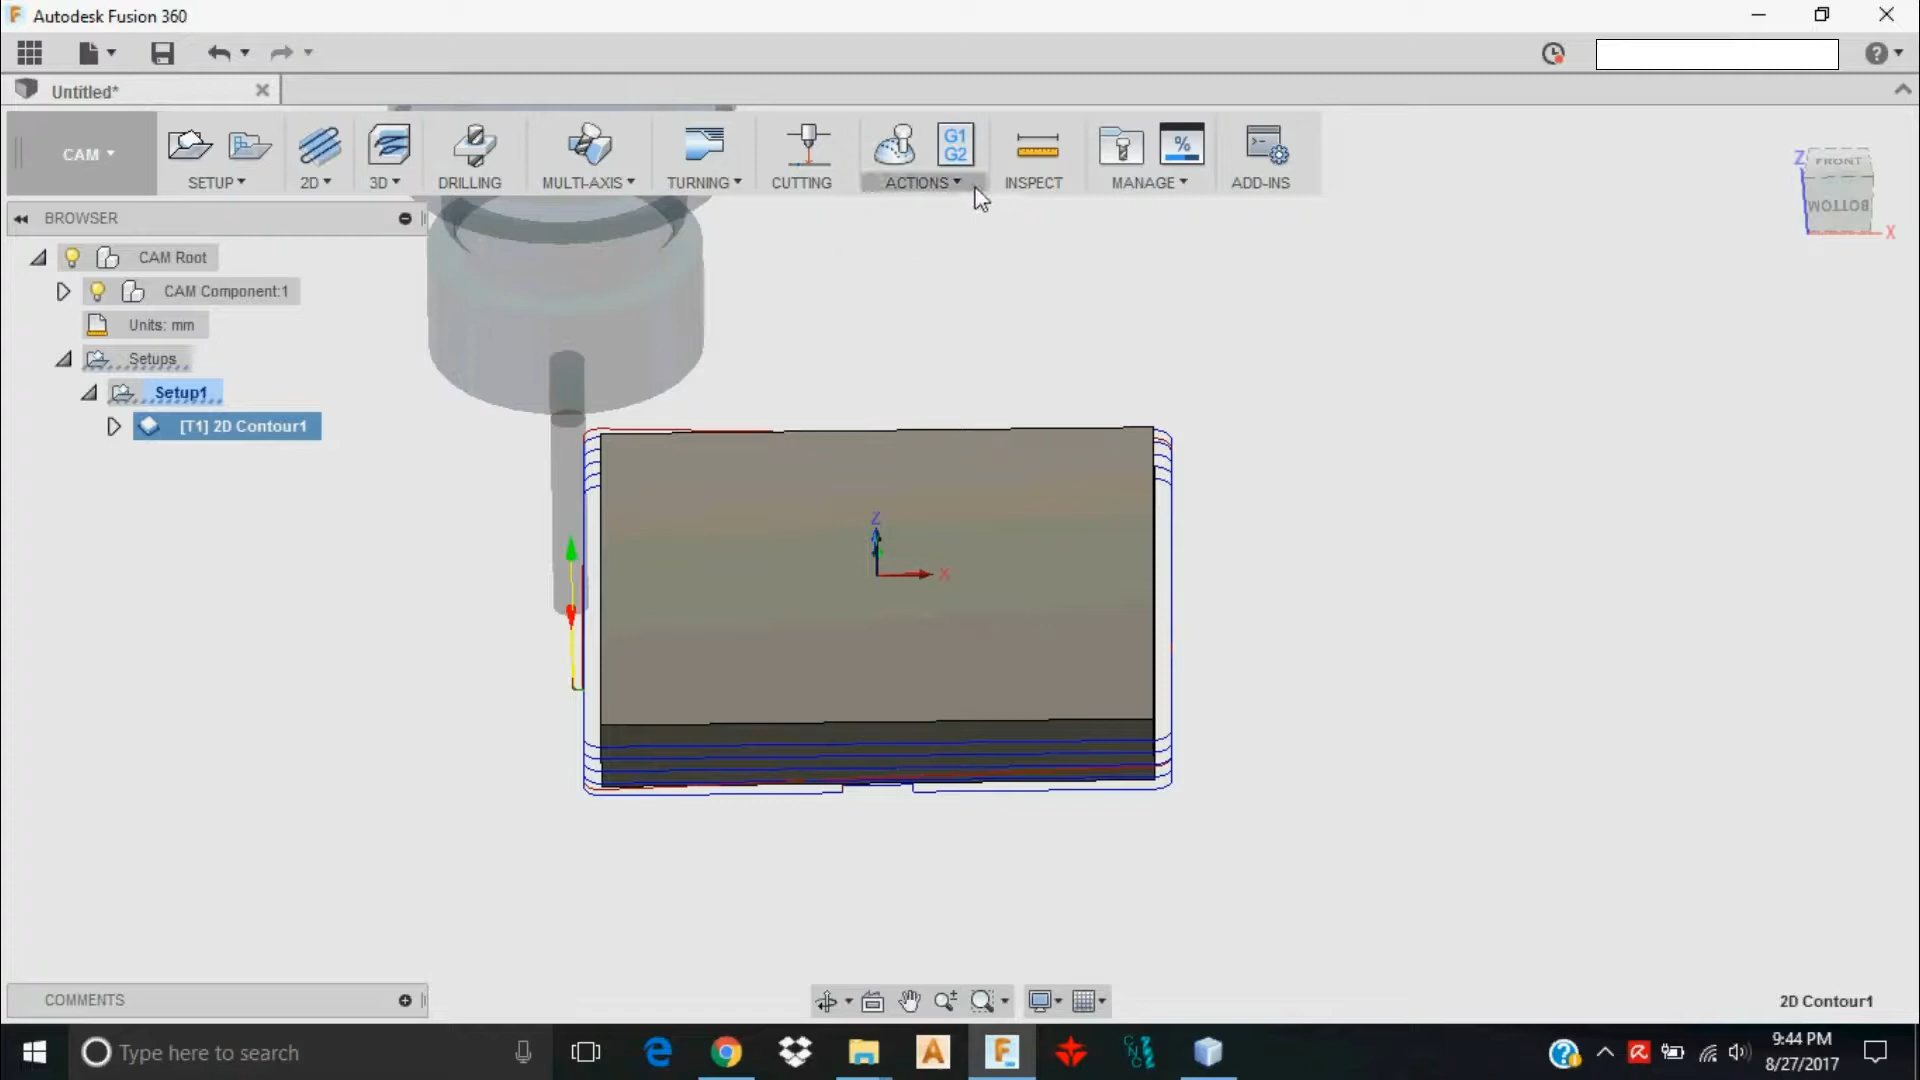 Autodesk Fusion 360
Untitled*
CAM
G1
G2
%
SETUP
2D
3D
DRILLING
MULTI-AXIS
TURNING
CUTTING
ACTIONS
INSPECT
MANAGE
ADD-INS
BROWSER
Z
FRONT
BOTTOM
X
CAM Root
CAM Component:1
Units: mm
Setups
Setup1
[T1] 2D Contour1
Z
X
COMMENTS
2D Contour1
Type here to search
CNC
9:44 PM
8/27/2017